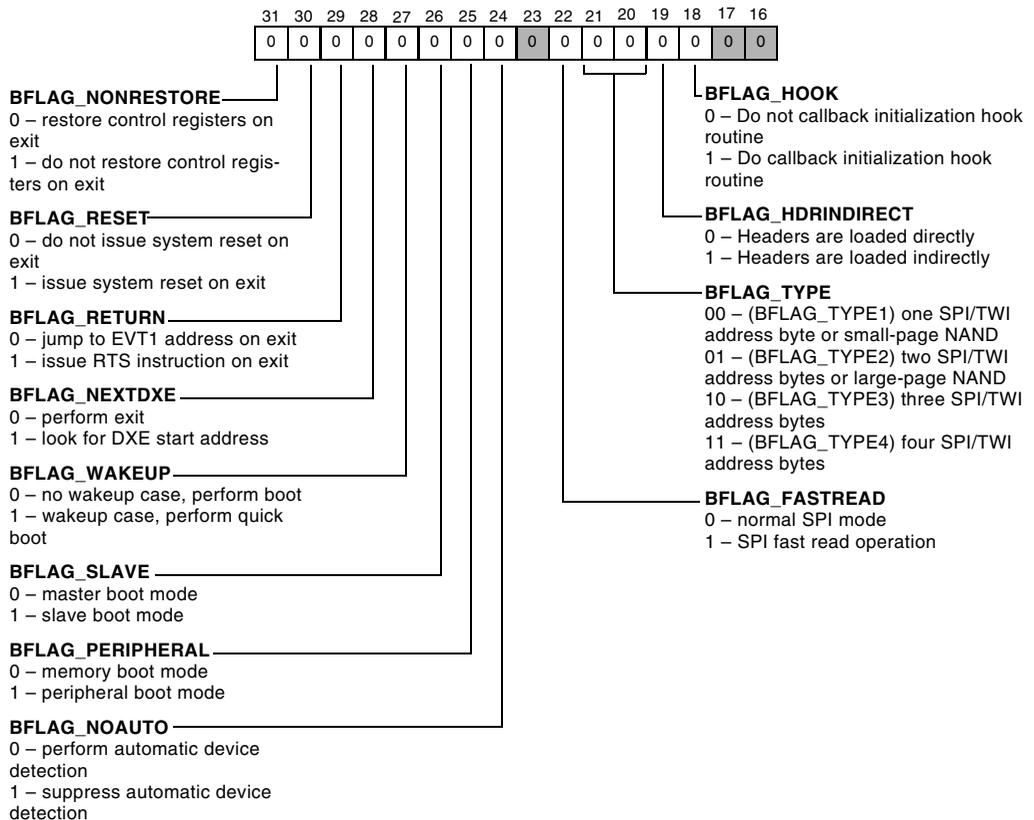 31 30 29 28 27 26 25 24 23 22 21 20 19 18 17 16
0 0 0 0 0 0 0 0 0 0 0 0 0 0 0 0
BFLAG_NONRESTORE
0 – restore control registers on
exit
1 – do not restore control regis-
ters on exit
BFLAG_RESET
0 – do not issue system reset on
exit
1 – issue system reset on exit
BFLAG_RETURN
0 – jump to EVT1 address on exit
1 – issue RTS instruction on exit
BFLAG_NEXTDXE
0 – perform exit
1 – look for DXE start address
BFLAG_WAKEUP
0 – no wakeup case, perform boot
1 – wakeup case, perform quick
boot
BFLAG_SLAVE
0 – master boot mode
1 – slave boot mode
BFLAG_PERIPHERAL
0 – memory boot mode
1 – peripheral boot mode
BFLAG_NOAUTO
0 – perform automatic device
detection
1 – suppress automatic device
detection
BFLAG_HOOK
0 – Do not callback initialization hook
routine
1 – Do callback initialization hook
routine
BFLAG_HDRINDIRECT
0 – Headers are loaded directly
1 – Headers are loaded indirectly
BFLAG_TYPE
00 – (BFLAG_TYPE1) one SPI/TWI
address byte or small-page NAND
01 – (BFLAG_TYPE2) two SPI/TWI
address bytes or large-page NAND
10 – (BFLAG_TYPE3) three SPI/TWI
address bytes
11 – (BFLAG_TYPE4) four SPI/TWI
address bytes
BFLAG_FASTREAD
0 – normal SPI mode
1 – SPI fast read operation